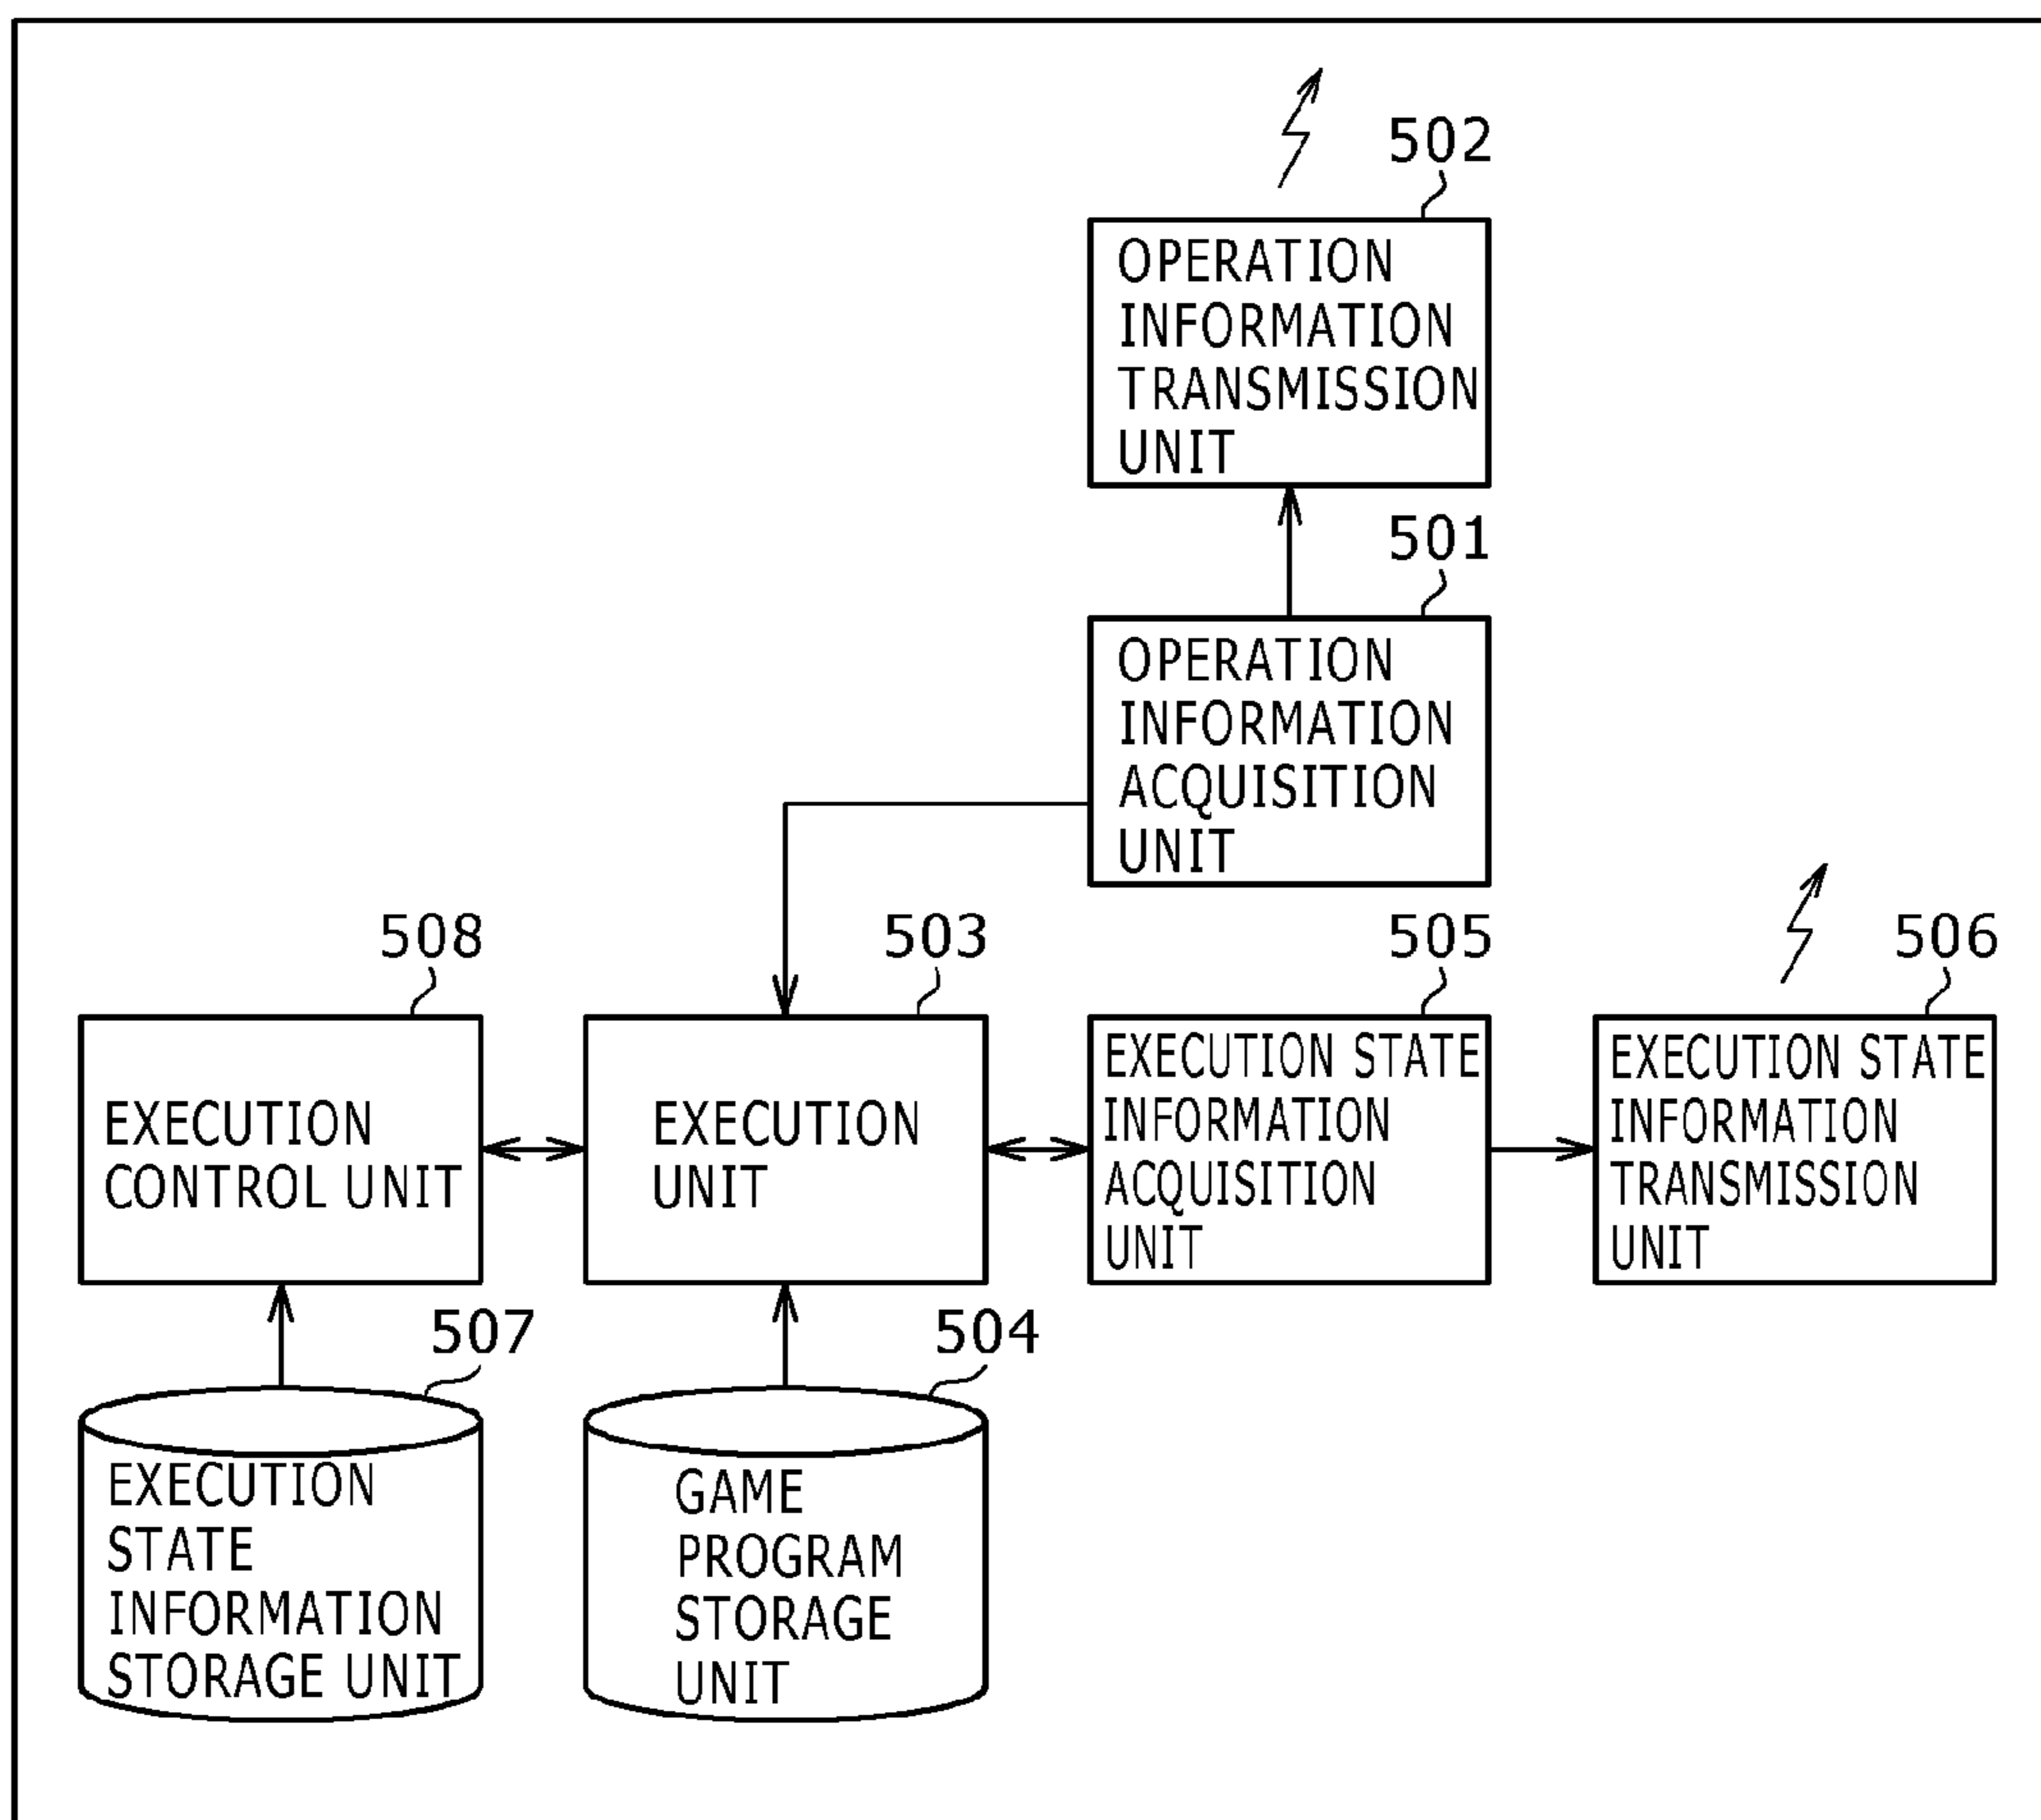 502
OPERATION
INFORMATION
TRANSMISSION
UNIT
501
OPERATION
INFORMATION
ACQUISITION
UNIT
508
EXECUTION
CONTROL UNIT
503
EXECUTION
UNIT
505
EXECUTION STATE
INFORMATION
ACQUISITION
UNIT
506
EXECUTION STATE
INFORMATION
TRANSMISSION
UNIT
507
EXECUTION
STATE
INFORMATION
STORAGE UNIT
504
GAME
PROGRAM
STORAGE
UNIT